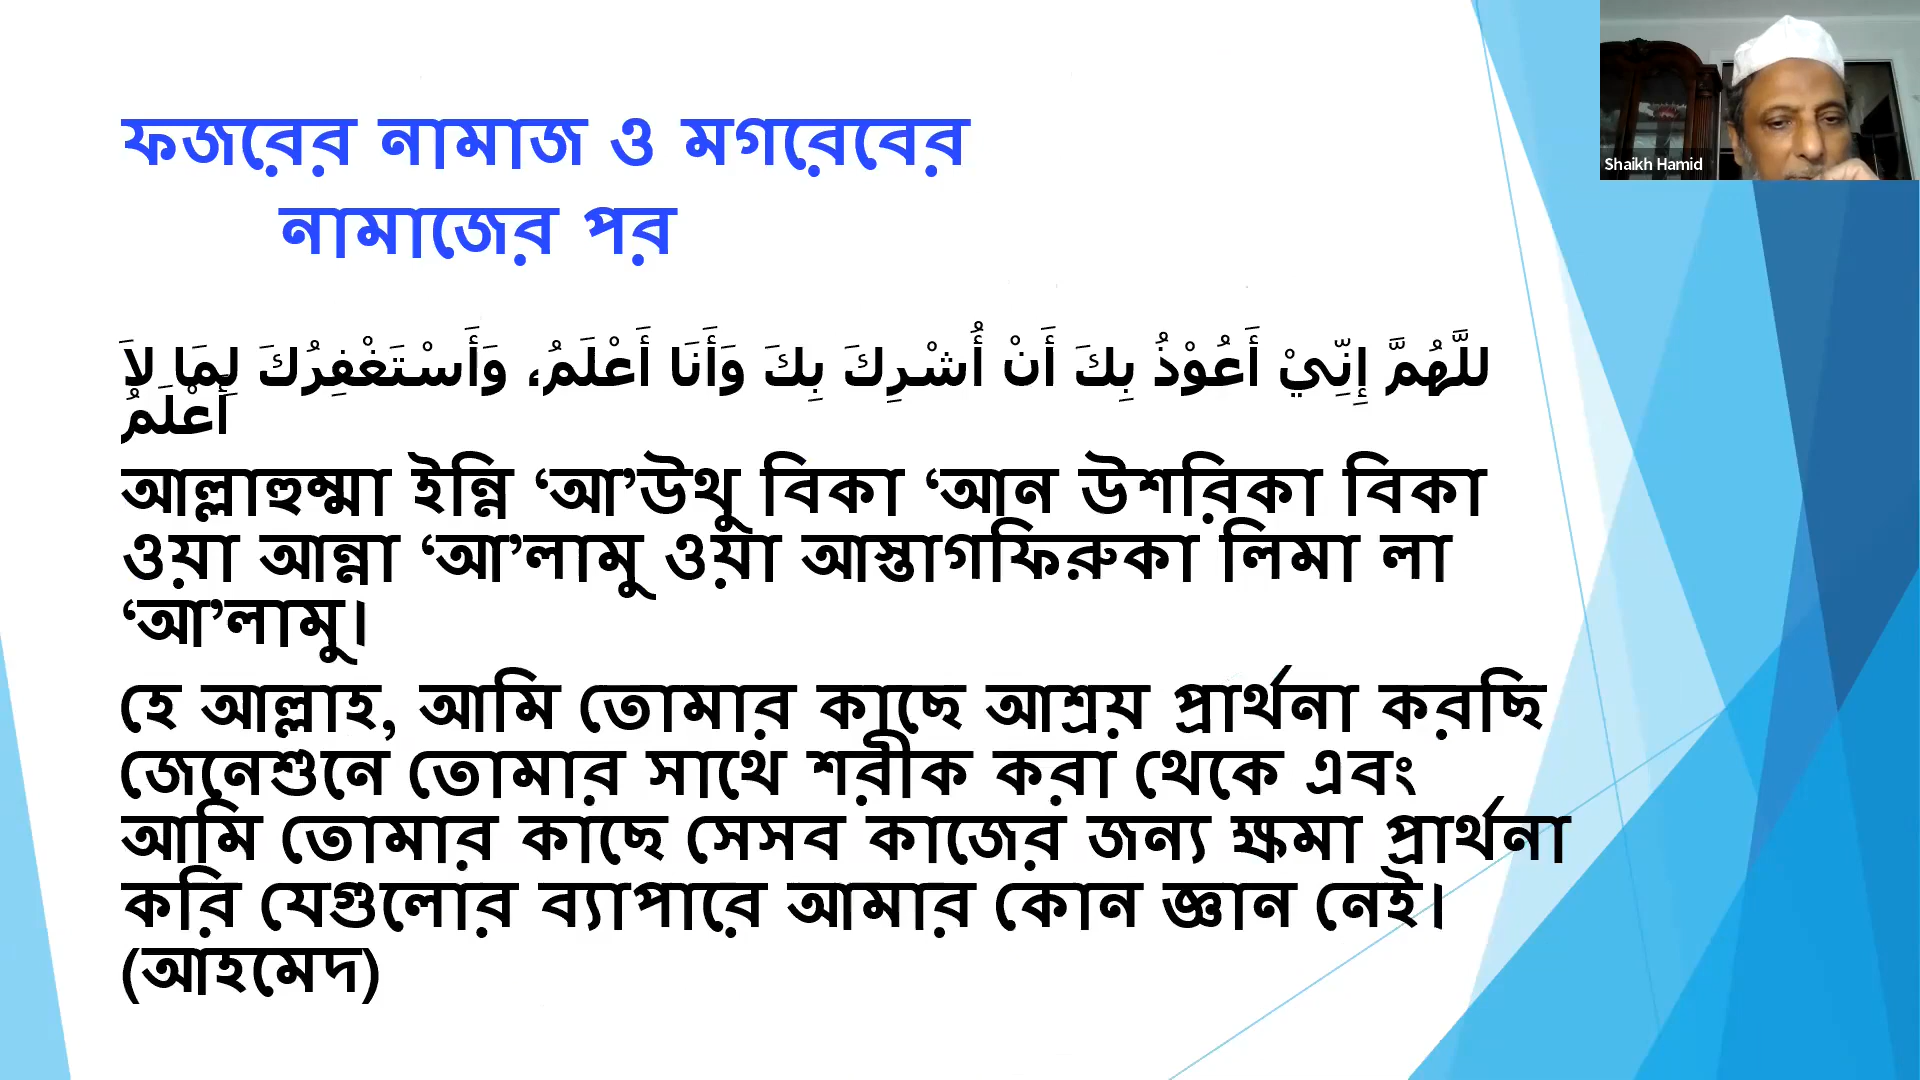 ফজরের নামাজ ও মগরেবের
নামাজের পর
Shaikh Hamid
للَّهُمَّ إِنِّيْ أَعُوْذُ بِكَ أَنْ أُشْرِكَ بِكَ وَأَنَا أَعْلَمُ، وَأَسْتَغْفِرُكَ لِمَا لاَ
أَعْلَمُ
আল্লাহুম্মা ইন্নি ‘আ’উথু বিকা ‘আন উশরিকা বিকা
ওয়া আন্না ‘আ’লামু ওয়া আস্তাগফিরুকা লিমা লা
‘আ’লামু।
হে আল্লাহ, আমি তোমার কাছে আশ্রয় প্রার্থনা করছি
জেনেশুনে তোমার সাথে শরীক করা থেকে এবং
আমি তোমার কাছে সেসব কাজের জন্য ক্ষমা প্রার্থনা
করি যেগুলোর ব্যাপারে আমার কোন জ্ঞান নেই।
(আহমেদ)